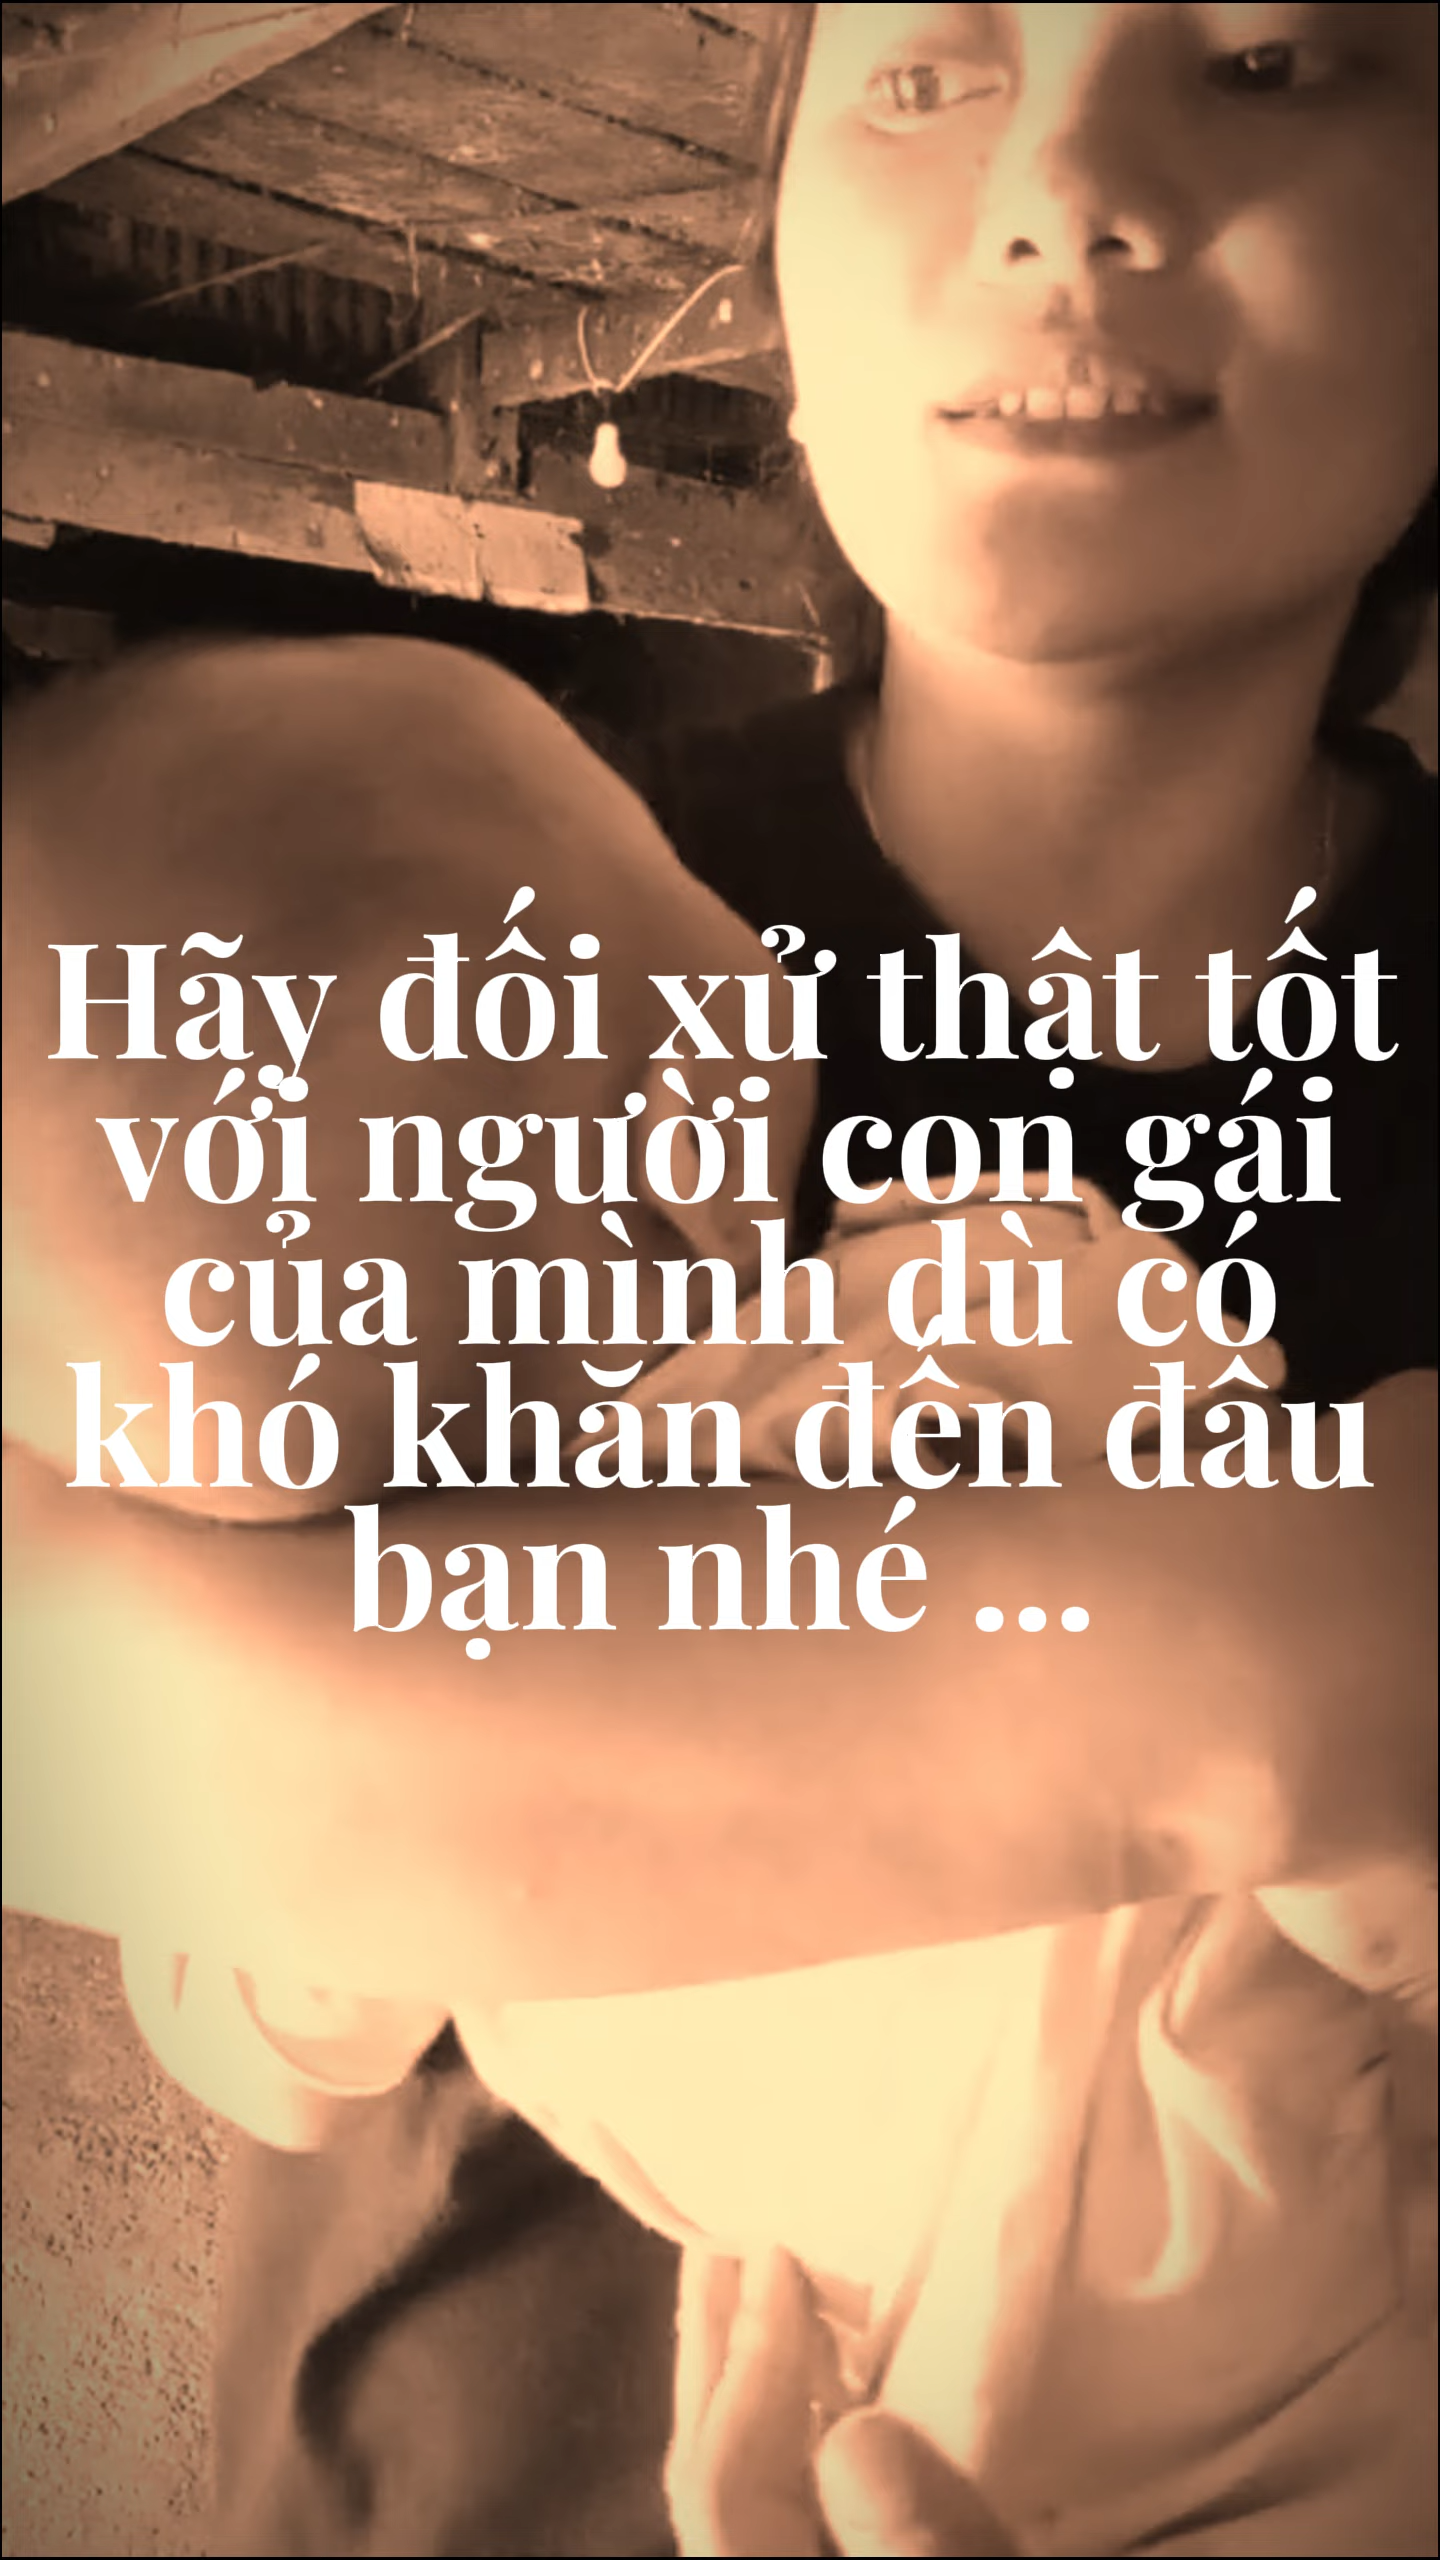 Hãy đối xử thật tốt
với người con gái
của mình dù có
khó khăn đến đâu
bạn nhé ...